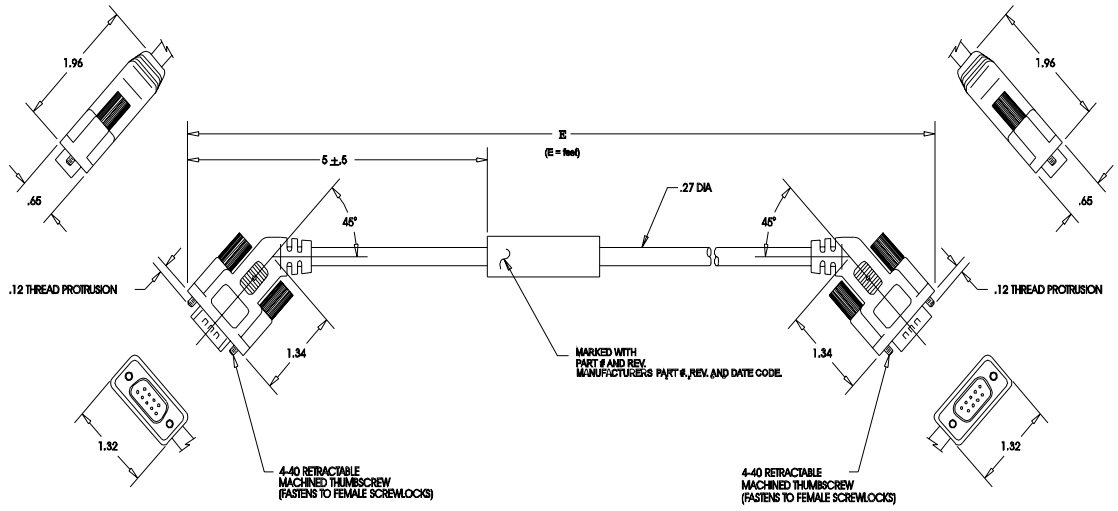 1.96
1.96
E
(E = feet)
5 ±.5
.27 DIA
.65
.65
45°
45°
.12 THREAD PROTRUSION
.12 THREAD PROTRUSION
1.34
1.34
MARKED WITH
PART # AND REV.
MANUFACTURERS PART #, REV. AND DATE CODE.
1.32
1.32
4-40 RETRACTABLE
MACHINED THUMBSCREW
(FASTENS TO FEMALE SCREWLOCKS)
4-40 RETRACTABLE
MACHINED THUMBSCREW
(FASTENS TO FEMALE SCREWLOCKS)